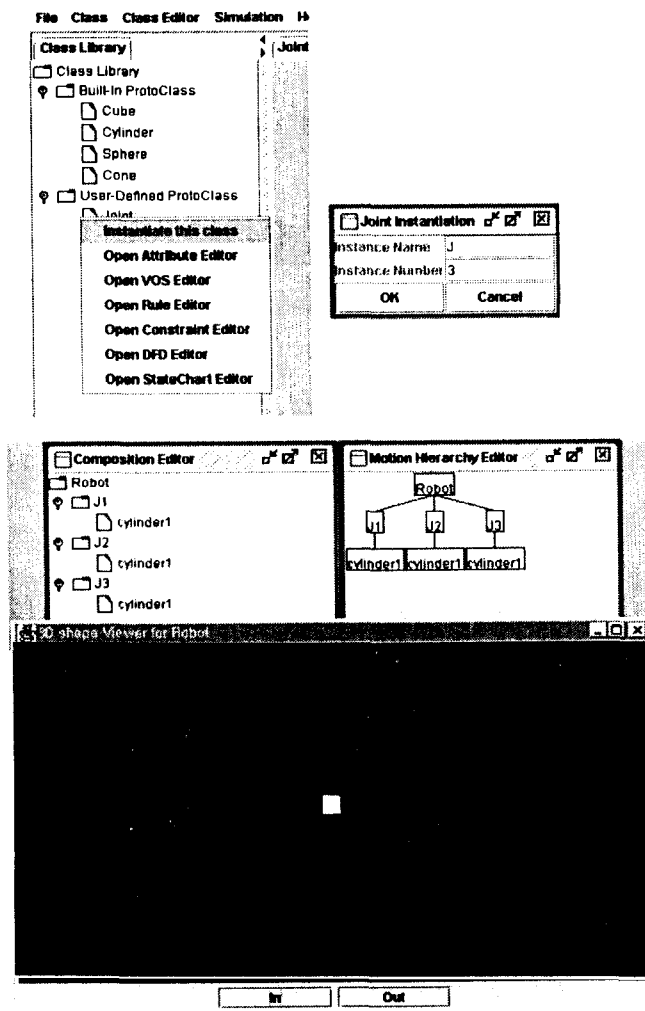 File Class Class Editor Simulation H
Class Library
Joint
Class Library
Built-In ProtoClass
Cube
Cylinder
Sphere
Cone
User-Defined ProtoClass
Joint
Instantiate this class
Open Attribute Editor
Open VOS Editor
Open Rule Editor
Open Constraint Editor
Open DFD Editor
Open StateChart Editor
Joint Instantiation
Instance Name J
Instance Number 3
OK Cancel
Composition Editor
Robot
J1
cylinder1
J2
cylinder1
J3
cylinder1
Motion Hierarchy Editor
Robot
J1 J2 J3
cylinder1 cylinder1 cylinder1
3D shape Viewer for Robot
In Out